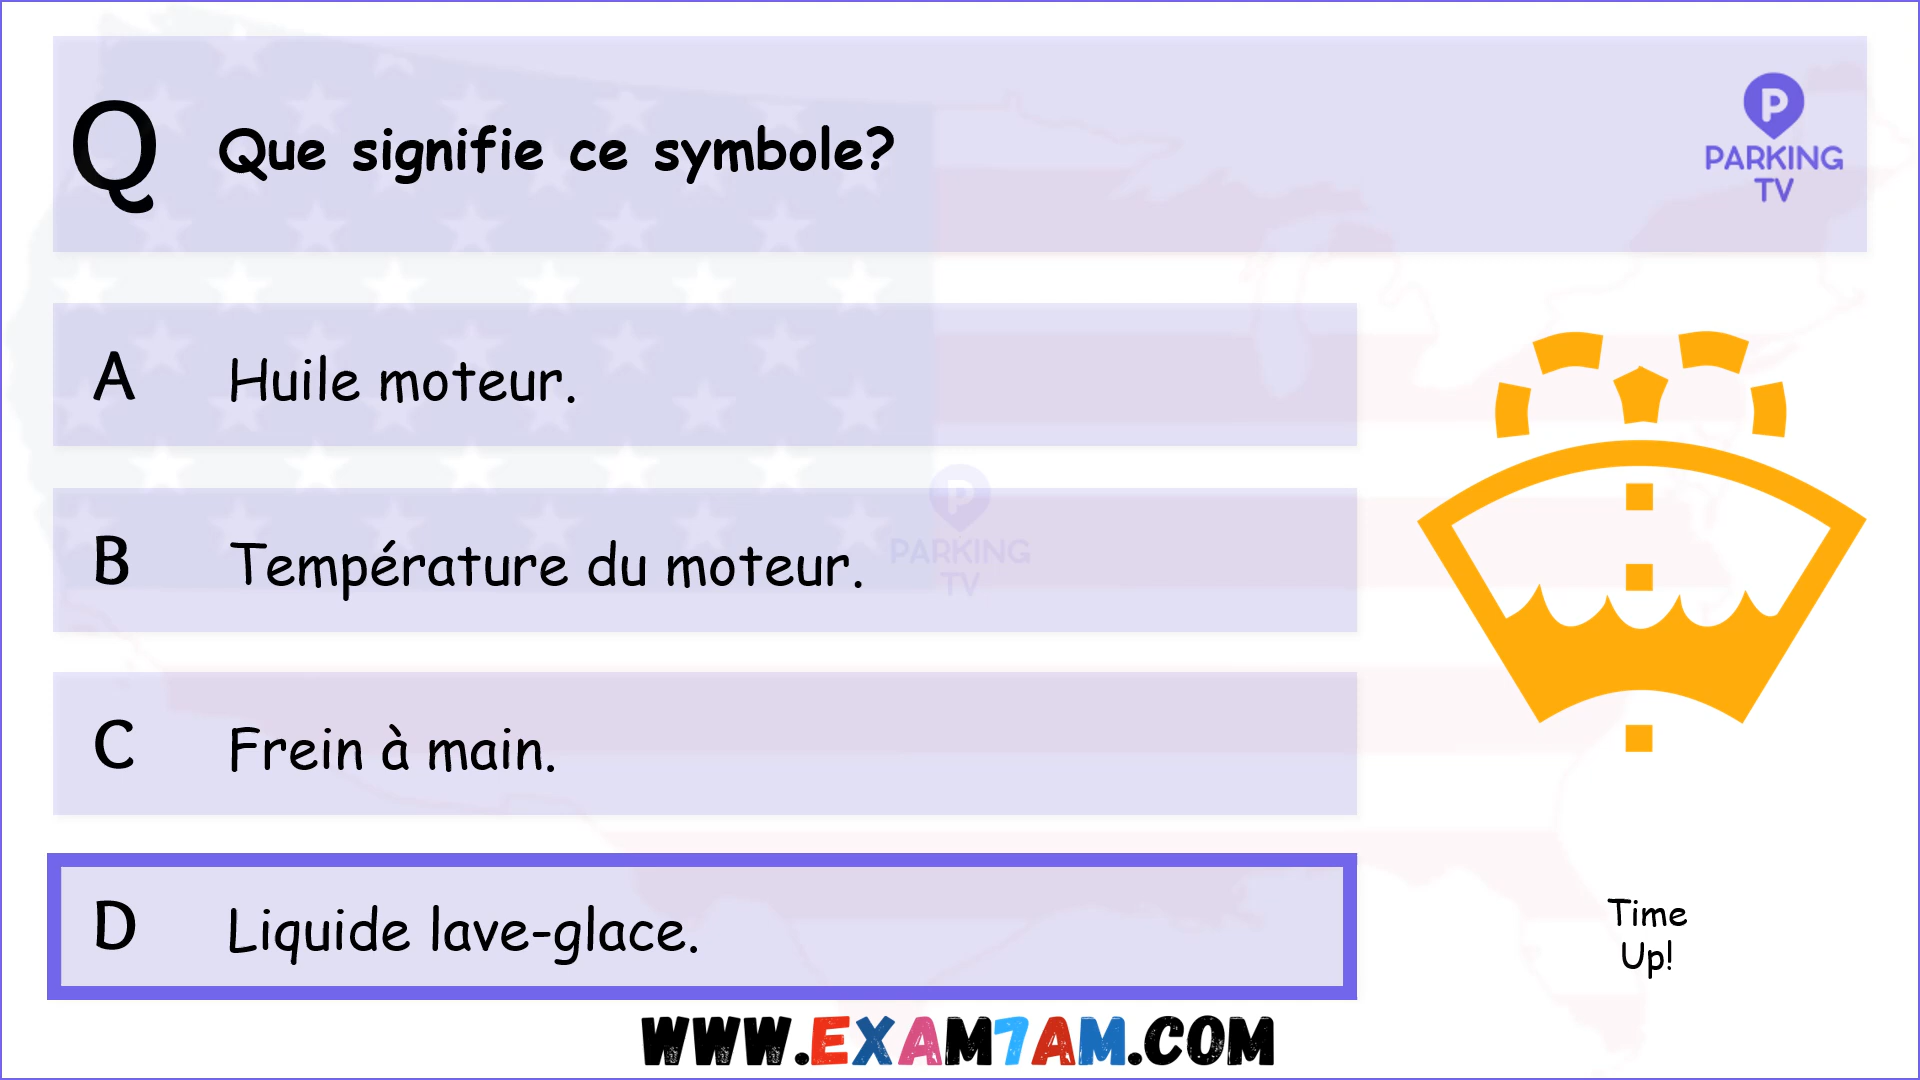 Q Que signifie ce symbole?
P
PARKING
TV
A Huile moteur.
B Température du moteur.
P
PARKING
TV
C Frein à main.
D Liquide lave-glace.
Time
Up!
WWW.EXAM7AM.COM